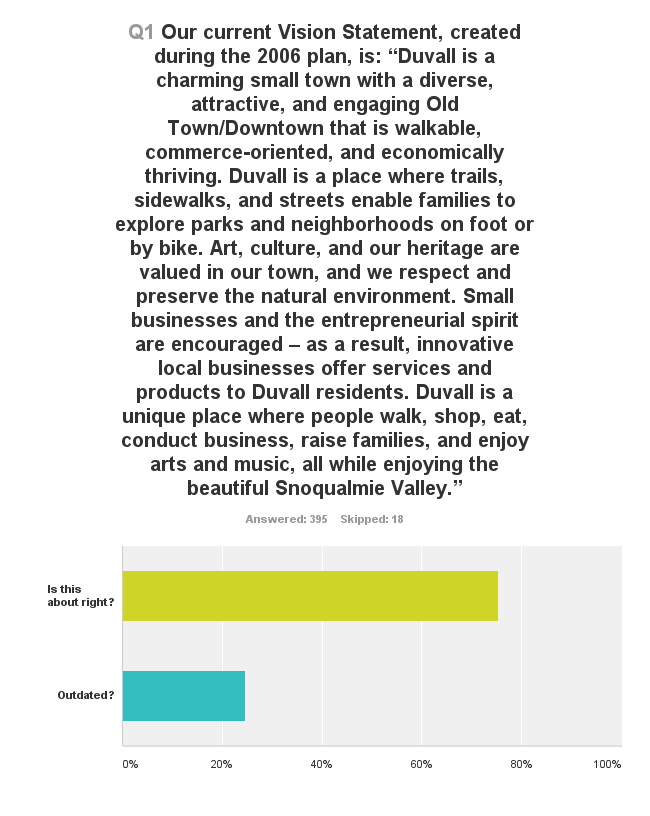 Q1 Our current Vision Statement, created
during the 2006 plan, is: “Duvall is a
charming small town with a diverse,
attractive, and engaging Old
Town/Downtown that is walkable,
commerce-oriented, and economically
thriving. Duvall is a place where trails,
sidewalks, and streets enable families to
explore parks and neighborhoods on foot or
by bike. Art, culture, and our heritage are
valued in our town, and we respect and
preserve the natural environment. Small
businesses and the entrepreneurial spirit
are encouraged – as a result, innovative
local businesses offer services and
products to Duvall residents. Duvall is a
unique place where people walk, shop, eat,
conduct business, raise families, and enjoy
arts and music, all while enjoying the
beautiful Snoqualmie Valley.”
Answered: 395 Skipped: 18
Is this
about right?
Outdated?
0% 20% 40% 60% 80% 100%